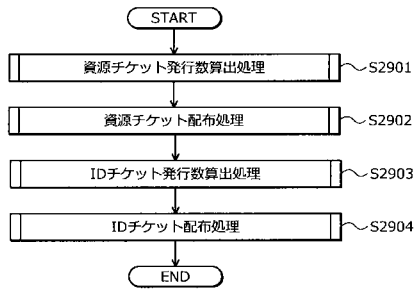 START
資源チケット発行数算出処理
S2901
資源チケット配布処理
S2902
IDチケット発行数算出処理
S2903
IDチケット配布処理
S2904
END